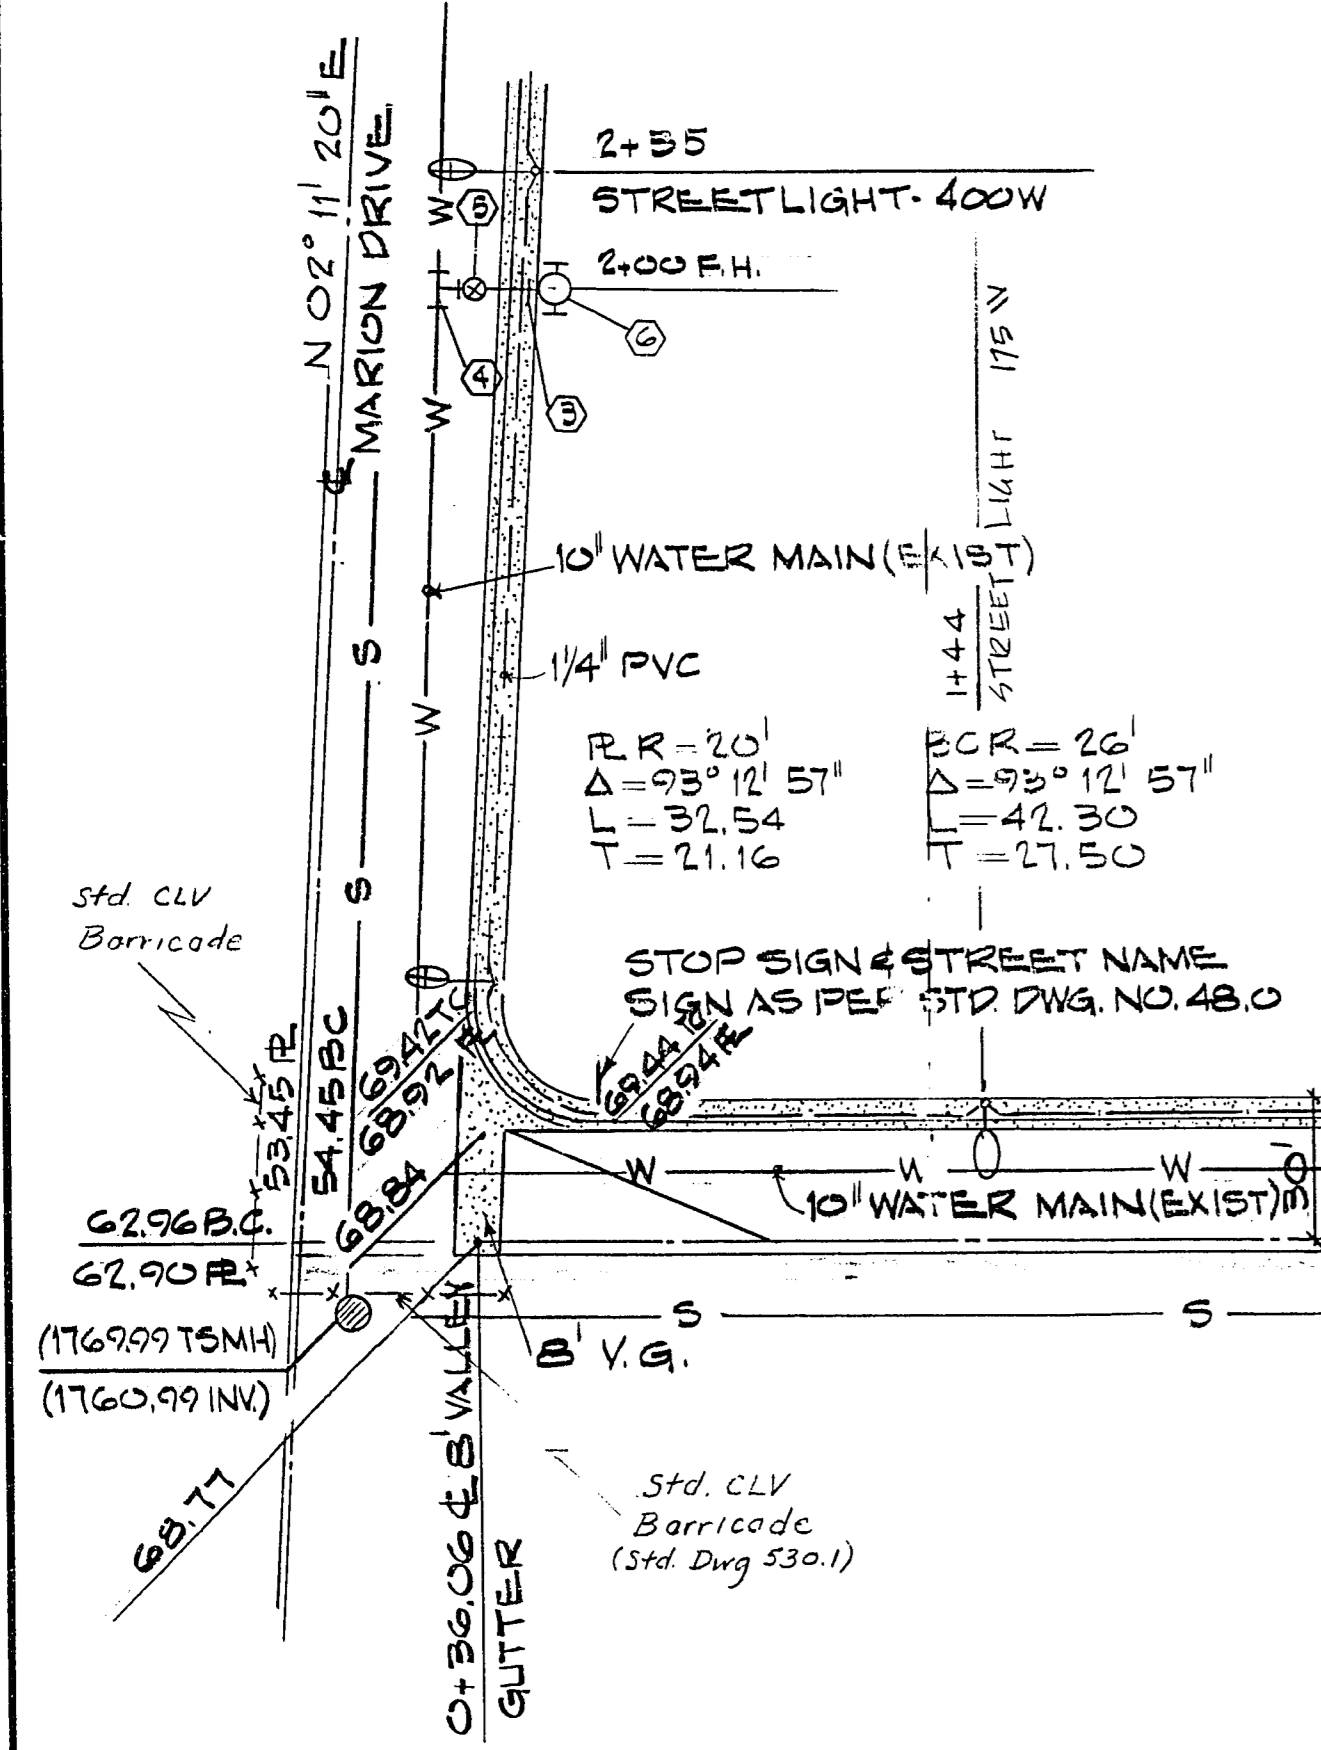 N 02° 11' 20" E
MARION DRIVE
2+35
STREETLIGHT - 400W
2+00 F.H.
5
6
4
3
W
W
W
S
S
10" WATER MAIN (EXIST)
1+44
STREET LIGHT 175 W
1 1/4" PVC
PL R = 20'
Δ = 93° 12' 57"
L = 32.54
T = 21.16
BCR = 26'
Δ = 93° 12' 57"
L = 42.30
T = 27.50
Std. CLV
Barricade
STOP SIGN & STREET NAME
SIGN AS PER STD. DWG. NO. 48.0
53.45 PL
54.45 BC
69.42 TC
68.92 PL
69.44 TC
68.94 PL
68.84
W
W
W
10" WATER MAIN (EXIST)
30'
62.96 B.C.
62.90 PL
(1769.99 TSMH)
(1760.99 INV.)
S
S
8' V.G.
68.77
0+36.06 CL 8' VALLEY
GUTTER
Std. CLV
Barricade
(Std. Dwg 530.1)